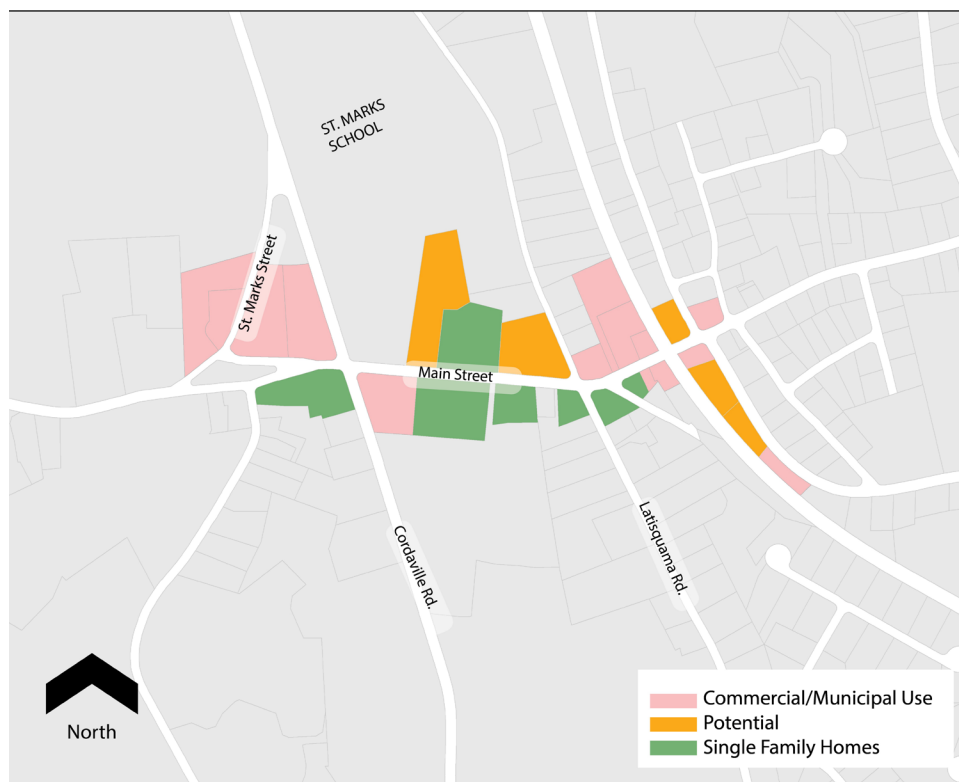 ST. MARKS
SCHOOL
St. Marks Street
Main Street
Cordaville Rd.
Latisquama Rd.
North
Commercial/Municipal Use
Potential
Single Family Homes